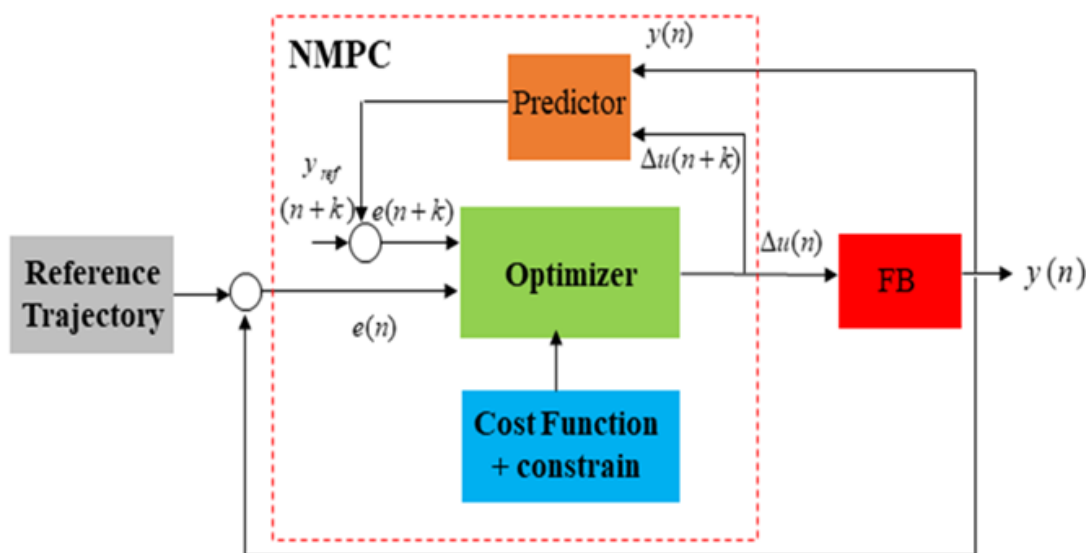 NMPC
y(n)
Predictor
Δu(n+k)
y_ref
(n+k)
e(n+k)
Reference
Trajectory
Optimizer
Δu(n)
FB
y(n)
e(n)
Cost Function
+ constrain